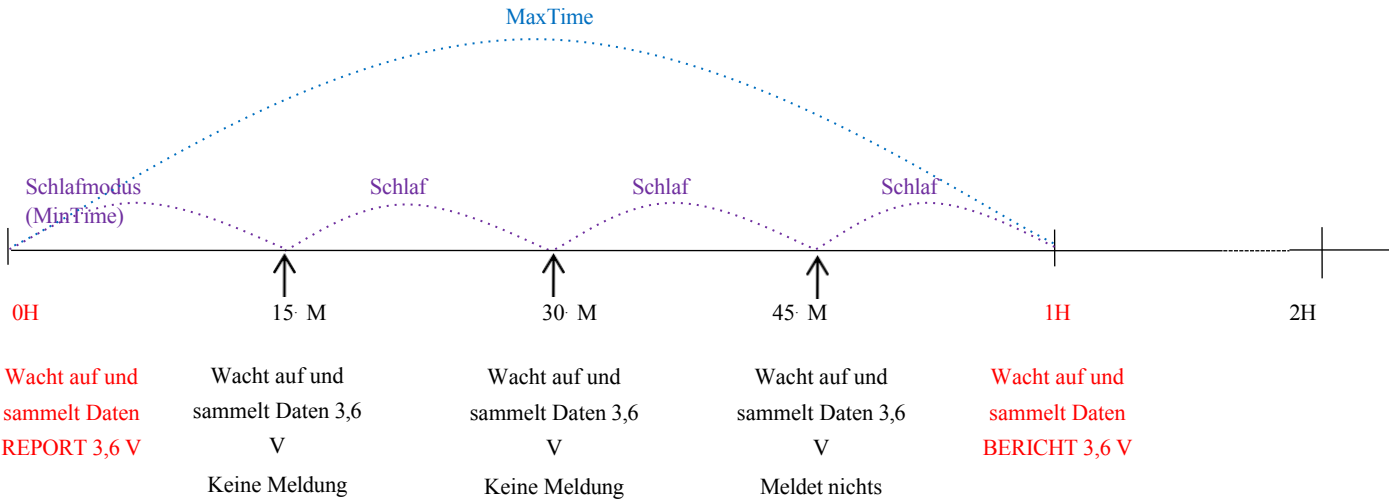 MaxTime
Schlafmodus
(MinTime)
Schlaf
Schlaf
Schlaf
0H
15 M
30 M
45 M
1H
2H
Wacht auf und
sammelt Daten
REPORT 3,6 V
Wacht auf und
sammelt Daten 3,6
V
Keine Meldung
Wacht auf und
sammelt Daten 3,6
V
Keine Meldung
Wacht auf und
sammelt Daten 3,6
V
Meldet nichts
Wacht auf und
sammelt Daten
BERICHT 3,6 V